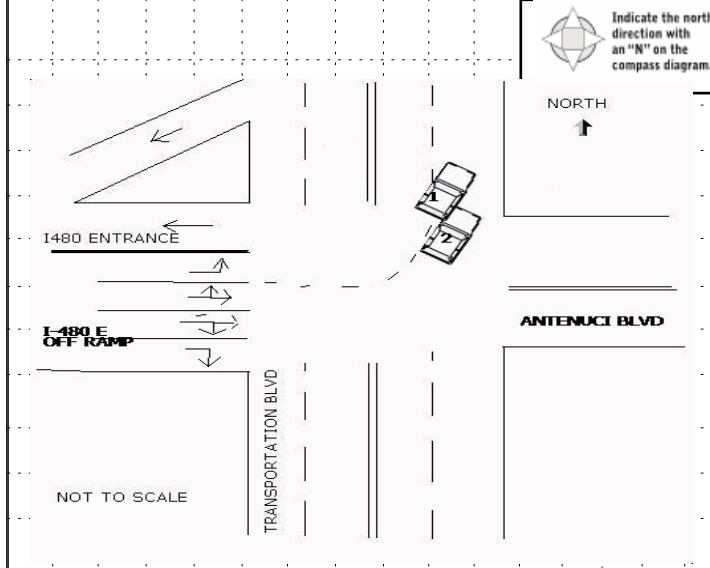 Indicate the north
direction with
an "N" on the
compass diagram.
NORTH
1
2
I480 ENTRANCE
I-480 E
OFF RAMP
ANTENUCI BLVD
TRANSPORTATION BLVD
NOT TO SCALE